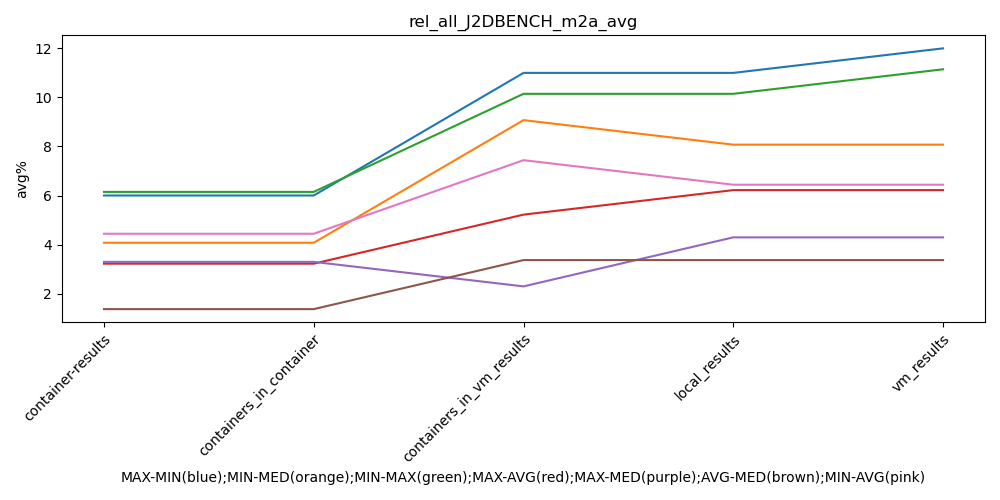 rel_all_J2DBENCH_m2a_avg
12
10
8
6
4
2
avg%
container-results
containers_in_container
containers_in_vm_results
local_results
vm_results
MAX-MIN(blue);MIN-MED(orange);MIN-MAX(green);MAX-AVG(red);MAX-MED(purple);AVG-MED(brown);MIN-AVG(pink)